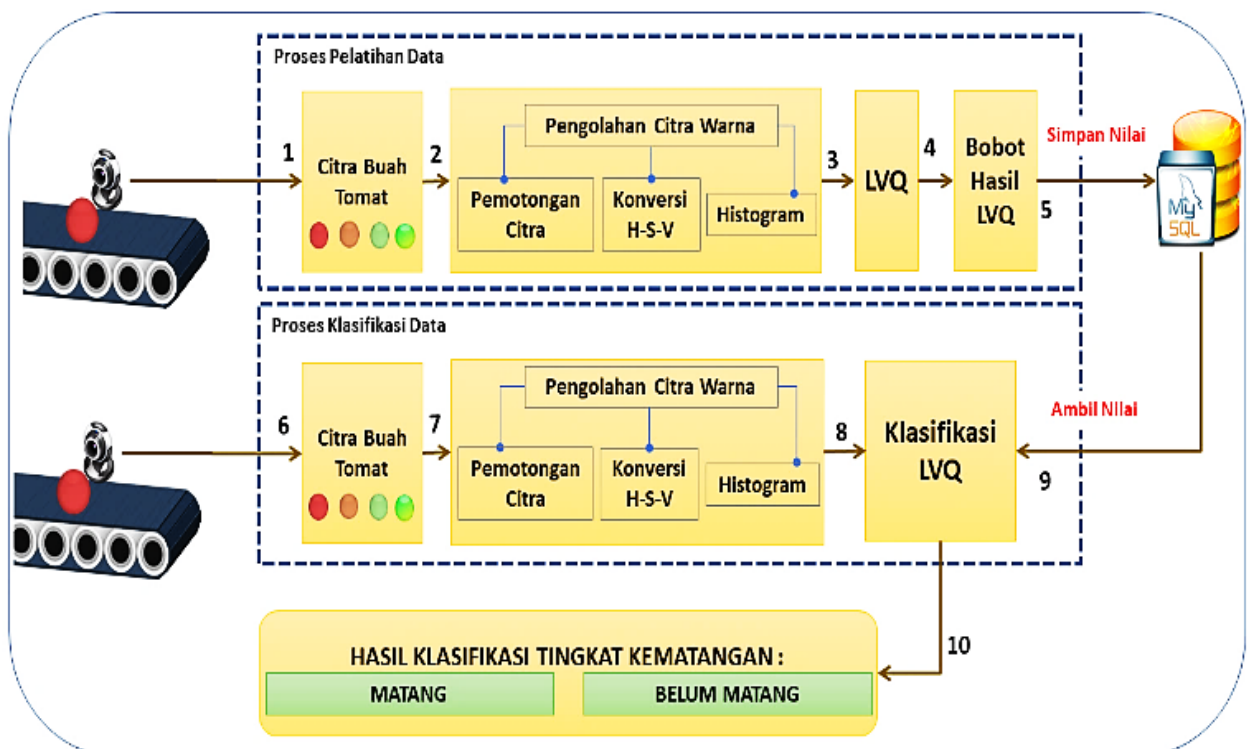 Proses Pelatihan Data
1
Citra Buah
Tomat
2
Pengolahan Citra Warna
Pemotongan
Citra
Konversi
H-S-V
Histogram
3
LVQ
4
Bobot
Hasil
LVQ
5
Simpan Nilai
My
SQL
Proses Klasifikasi Data
6
Citra Buah
Tomat
7
Pengolahan Citra Warna
Pemotongan
Citra
Konversi
H-S-V
Histogram
8
Klasifikasi
LVQ
Ambil Nilai
9
10
HASIL KLASIFIKASI TINGKAT KEMATANGAN :
MATANG
BELUM MATANG